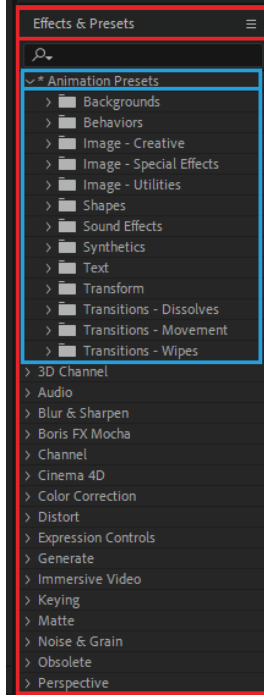 Effects & Presets
* Animation Presets
Backgrounds
Behaviors
Image - Creative
Image - Special Effects
Image - Utilities
Shapes
Sound Effects
Synthetics
Text
Transform
Transitions - Dissolves
Transitions - Movement
Transitions - Wipes
3D Channel
Audio
Blur & Sharpen
Boris FX Mocha
Channel
Cinema 4D
Color Correction
Distort
Expression Controls
Generate
Immersive Video
Keying
Matte
Noise & Grain
Obsolete
Perspective